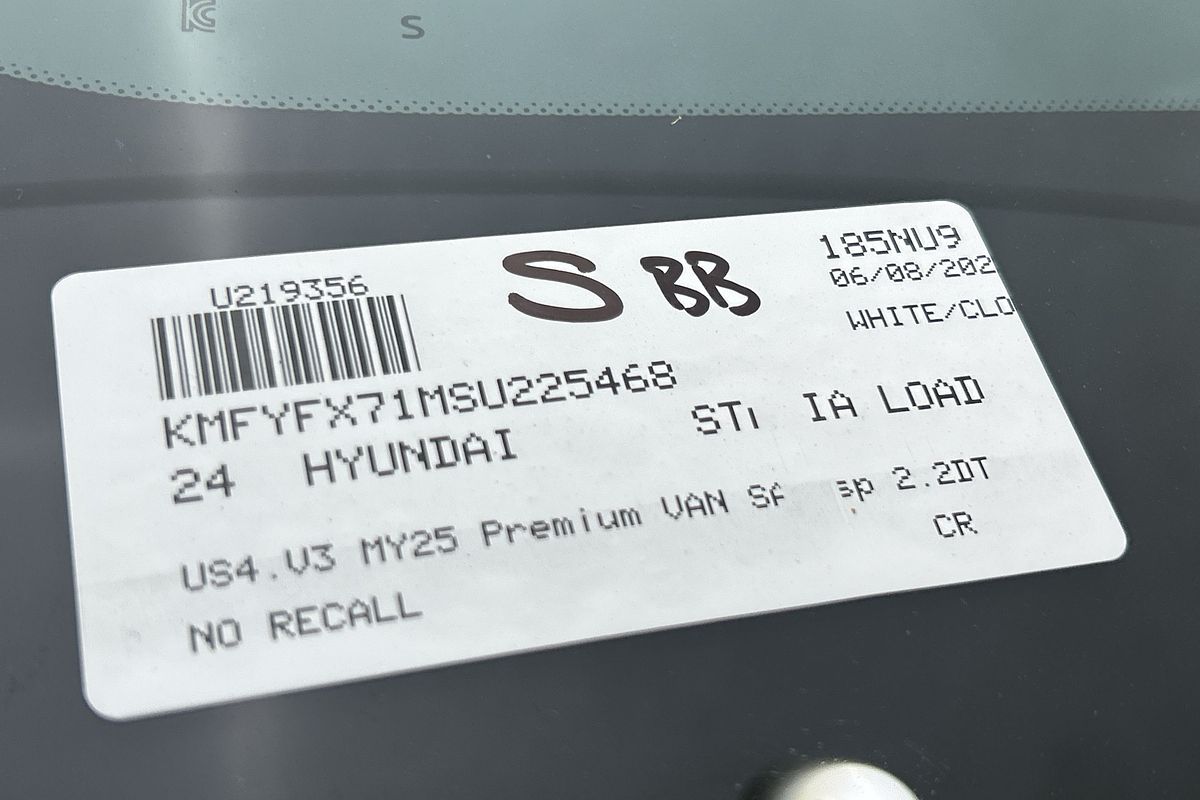 S
U219356
S BB
185NU9
06/08/202
WHITE/CLO
KMFYFX71MSU225468
24 HYUNDAI
IA LOAD
US4.V3 MY25 Premium VAN
2.2DT
CR
NO RECALL